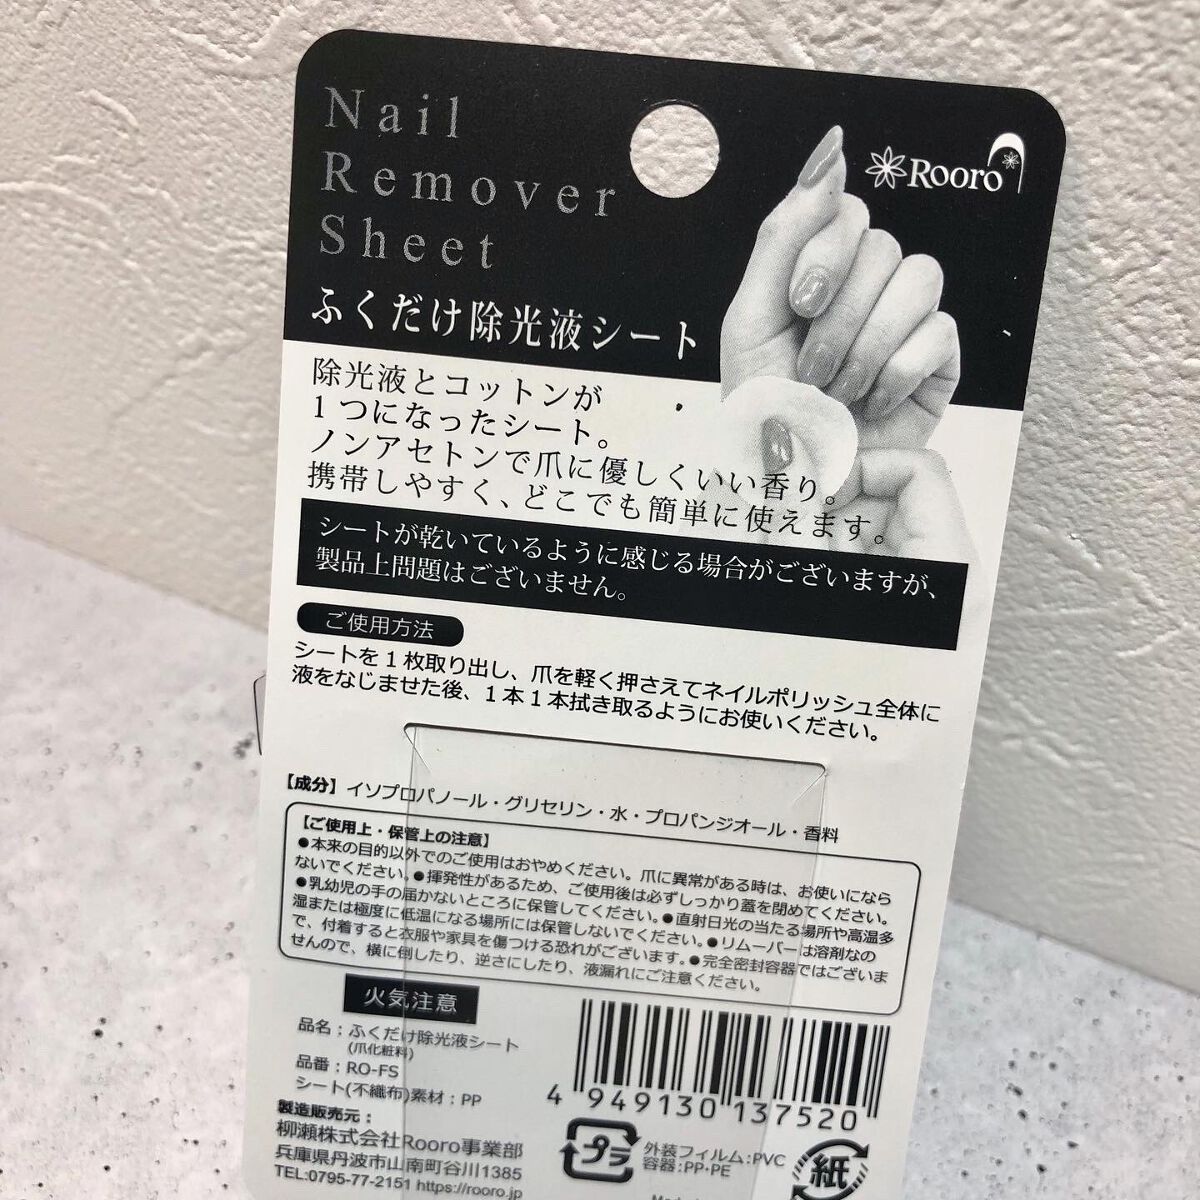 Nail
Remover
Sheet
Rooro
ふくだけ除光液シート
除光液とコットンが
1つになったシート。
ノンアセトンで爪に優しくいい香り。
携帯しやすく、どこでも簡単に使えます。
シートが乾いているように感じる場合がございますが、
製品上問題はございません。
ご使用方法
シートを1枚取り出し、爪を軽く押さえてネイルポリッシュ全体に
液をなじませた後、1本1本拭き取るようにお使いください。
【成分】イソプロパノール・グリセリン・水・プロパンジオール・香料
【ご使用上・保管上の注意】
●本来の目的以外でのご使用はおやめください。爪に異常がある時は、お使いになら
ないでください。●揮発性があるため、ご使用後は必ずしっかり蓋を閉めてください。
●乳幼児の手の届かないところに保管してください。●直射日光の当たる場所や高温多
湿または極度に低温になる場所には保管しないでください。●リムーバーは溶剤なの
で、付着すると衣服や家具を傷つける恐れがございます。●完全密封容器ではございま
せんので、横に倒したり、逆さにしたり、液漏れにご注意ください。
火気注意
品名:ふくだけ除光液シート
(爪化粧料)
品番:RO-FS
シート(不織布)素材:PP
製造販売元:
柳瀬株式会社Rooro事業部
兵庫県丹波市山南町谷川1385
TEL:0795-77-2151 https://rooro.jp
4 949130 137520
プラ
外装フィルム:PVC
容器:PP・PE
紙